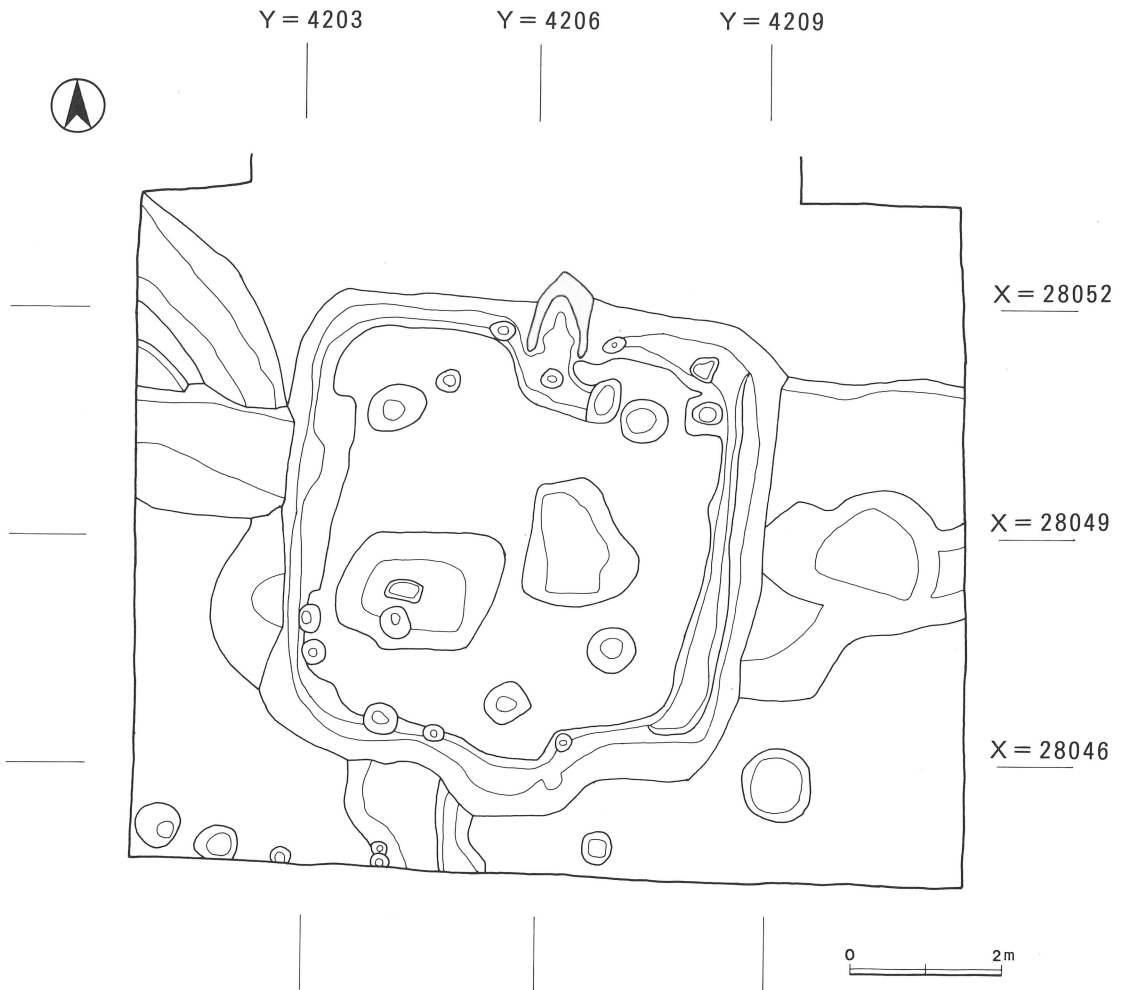 Y = 4203
Y = 4206
Y = 4209
X = 28052
X = 28049
X = 28046
0
2m